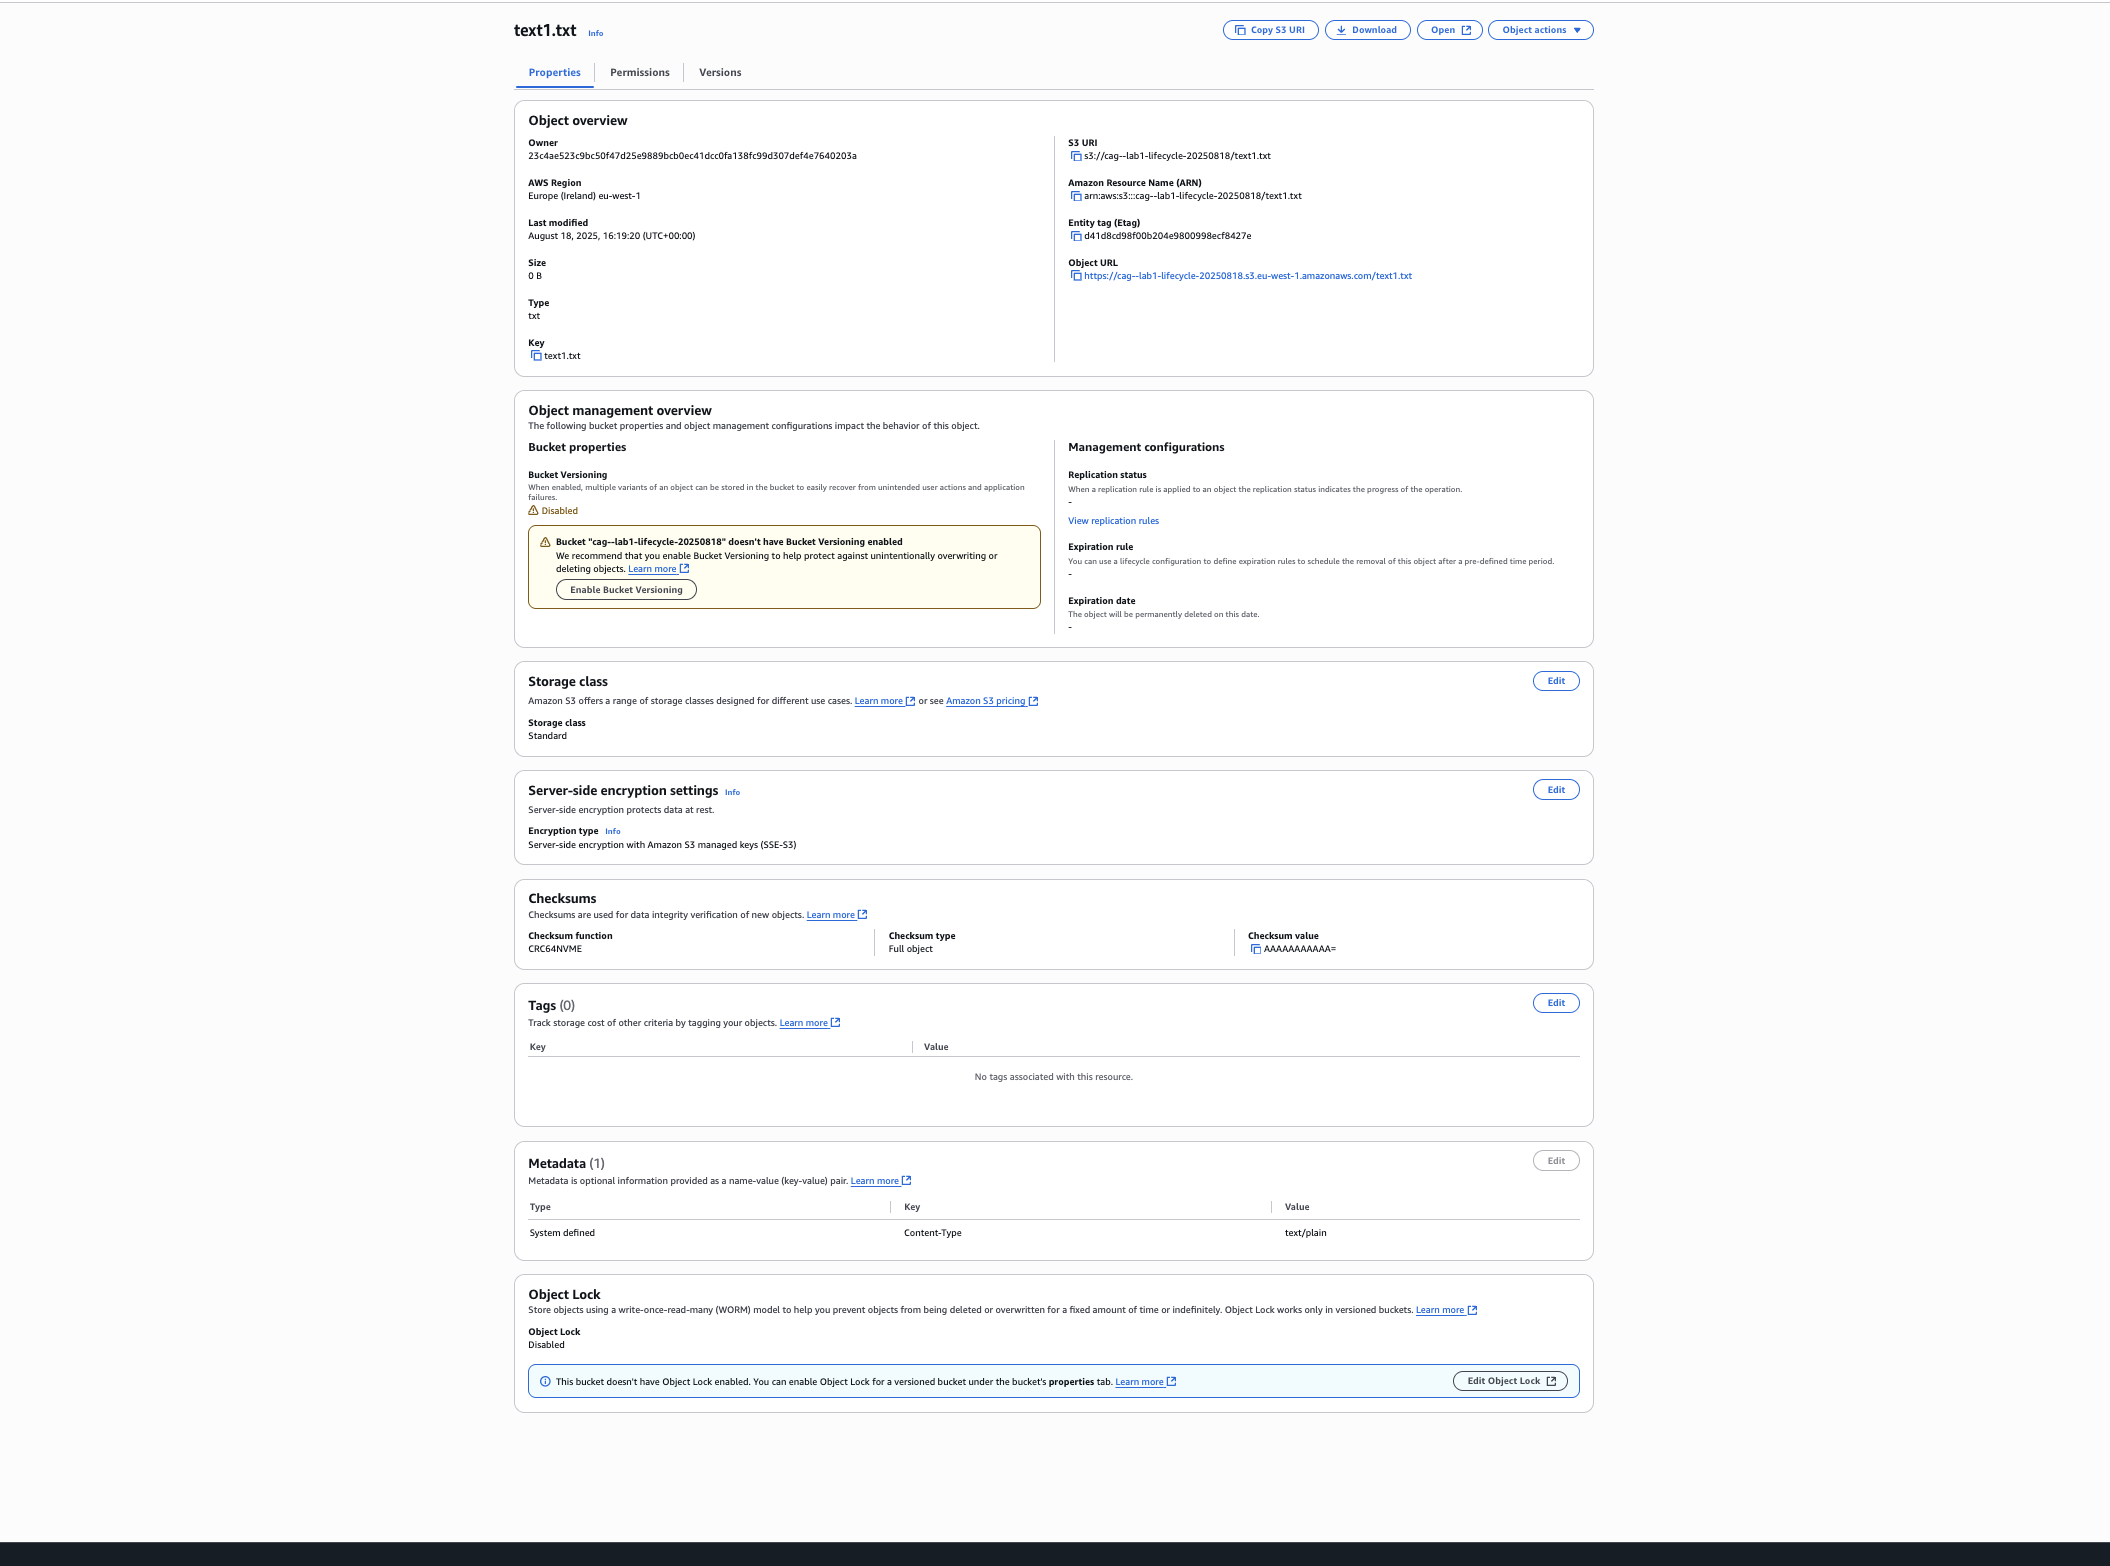 text1.txt Info
Copy S3 URI
Download
Open
Object actions
Properties
Permissions
Versions
Object overview
Owner
23c4ae523c9bc50f47d25e9889bcb0ec41dcc0fa138fc99d307def4e7640203a
AWS Region
Europe (Ireland) eu-west-1
Last modified
August 18, 2025, 16:19:20 (UTC+00:00)
Size
0 B
Type
txt
Key
text1.txt
S3 URI
s3://cag--lab1-lifecycle-20250818/text1.txt
Amazon Resource Name (ARN)
arn:aws:s3:::cag--lab1-lifecycle-20250818/text1.txt
Entity tag (Etag)
d41d8cd98f00b204e9800998ecf8427e
Object URL
https://cag--lab1-lifecycle-20250818.s3.eu-west-1.amazonaws.com/text1.txt
Object management overview
The following bucket properties and object management configurations impact the behavior of this object.
Bucket properties
Bucket Versioning
When enabled, multiple variants of an object can be stored in the bucket to easily recover from unintended user actions and application
failures.
Disabled
Bucket "cag--lab1-lifecycle-20250818" doesn't have Bucket Versioning enabled
We recommend that you enable Bucket Versioning to help protect against unintentionally overwriting or
deleting objects. Learn more
Enable Bucket Versioning
Management configurations
Replication status
When a replication rule is applied to an object the replication status indicates the progress of the operation.
-
View replication rules
Expiration rule
You can use a lifecycle configuration to define expiration rules to schedule the removal of this object after a pre-defined time period.
-
Expiration date
The object will be permanently deleted on this date.
-
Storage class
Edit
Amazon S3 offers a range of storage classes designed for different use cases. Learn more or see Amazon S3 pricing
Storage class
Standard
Server-side encryption settings Info
Edit
Server-side encryption protects data at rest.
Encryption type Info
Server-side encryption with Amazon S3 managed keys (SSE-S3)
Checksums
Checksums are used for data integrity verification of new objects. Learn more
Checksum function
CRC64NVME
Checksum type
Full object
Checksum value
AAAAAAAAAAA=
Tags (0)
Edit
Track storage cost of other criteria by tagging your objects. Learn more
Key
Value
No tags associated with this resource.
Metadata (1)
Edit
Metadata is optional information provided as a name-value (key-value) pair. Learn more
Type
Key
Value
System defined
Content-Type
text/plain
Object Lock
Store objects using a write-once-read-many (WORM) model to help you prevent objects from being deleted or overwritten for a fixed amount of time or indefinitely. Object Lock works only in versioned buckets. Learn more
Object Lock
Disabled
This bucket doesn't have Object Lock enabled. You can enable Object Lock for a versioned bucket under the bucket's properties tab. Learn more
Edit Object Lock